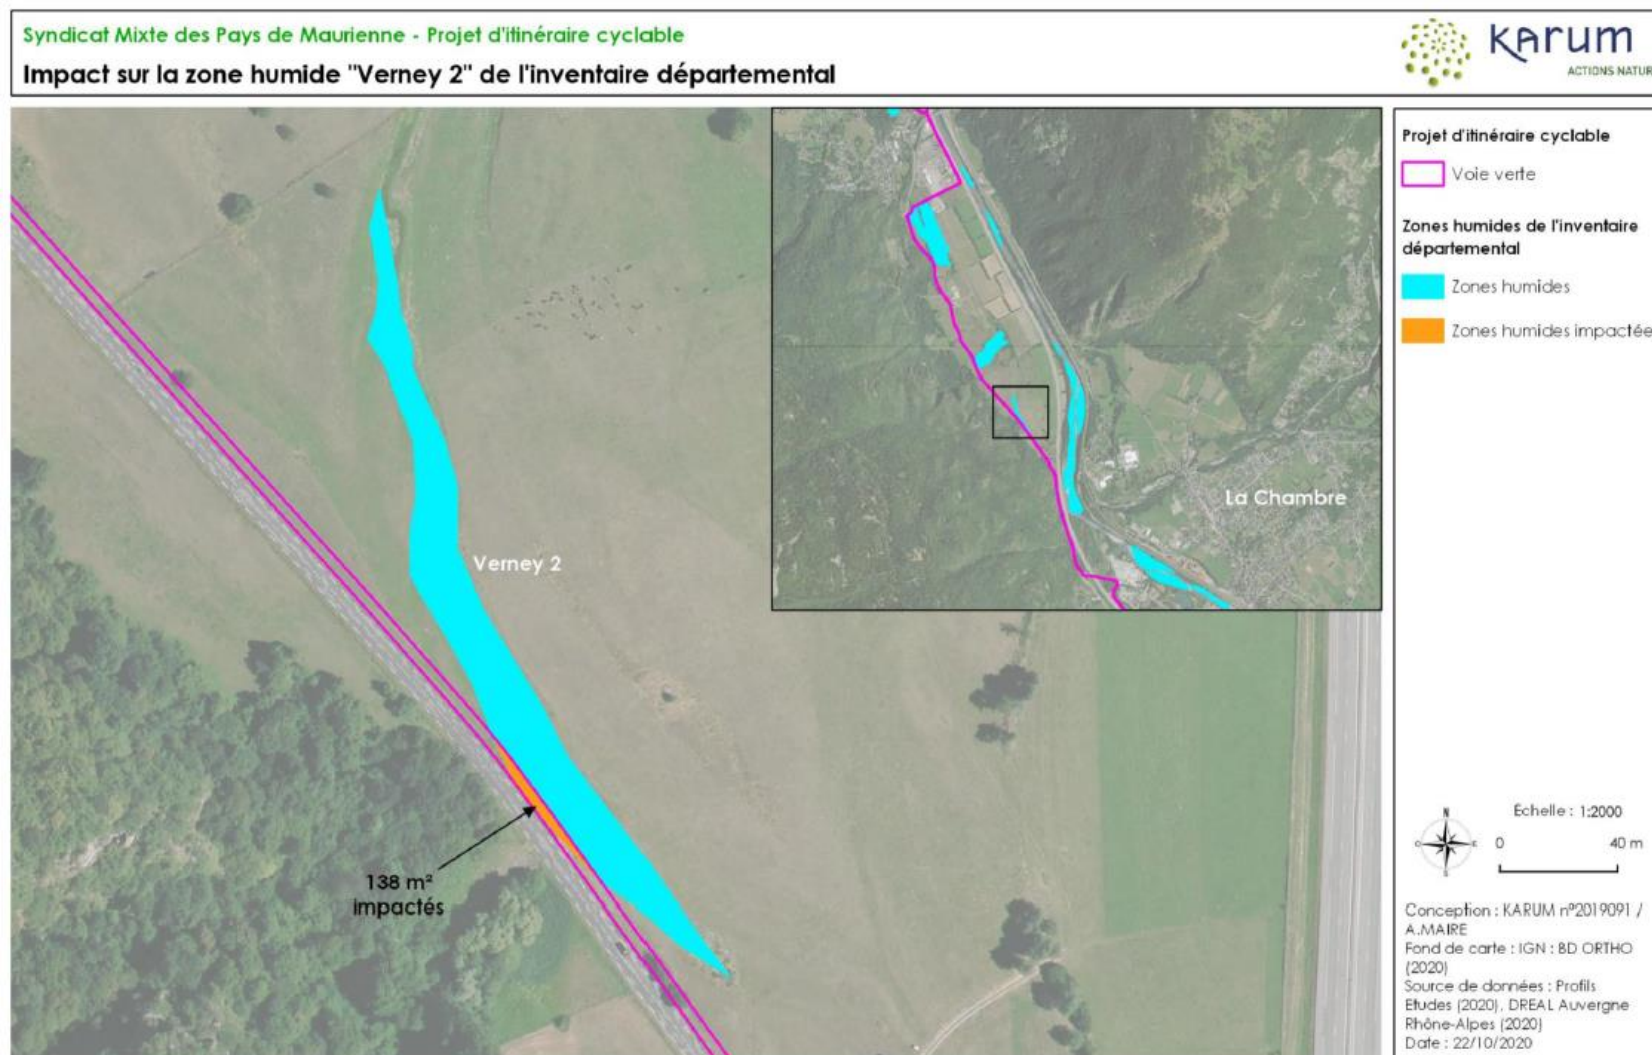 Syndicat Mixte des Pays de Maurienne - Projet d'itinéraire cyclable
Impact sur la zone humide "Verney 2" de l'inventaire départemental
KARUM
ACTIONS NATUR
Projet d'itinéraire cyclable
Voie verte
Zones humides de l'inventaire
départemental
Zones humides
Zones humides impactée
La Chambre
Verney 2
138 m²
impactés
N
O
E
S
Echelle : 1:2000
0
40 m
Conception : KARUM n°2019091 /
A.MAIRE
Fond de carte : IGN : BD ORTHO
(2020)
Source de données : Profils
Etudes (2020), DREAL Auvergne
Rhône-Alpes (2020)
Date : 22/10/2020